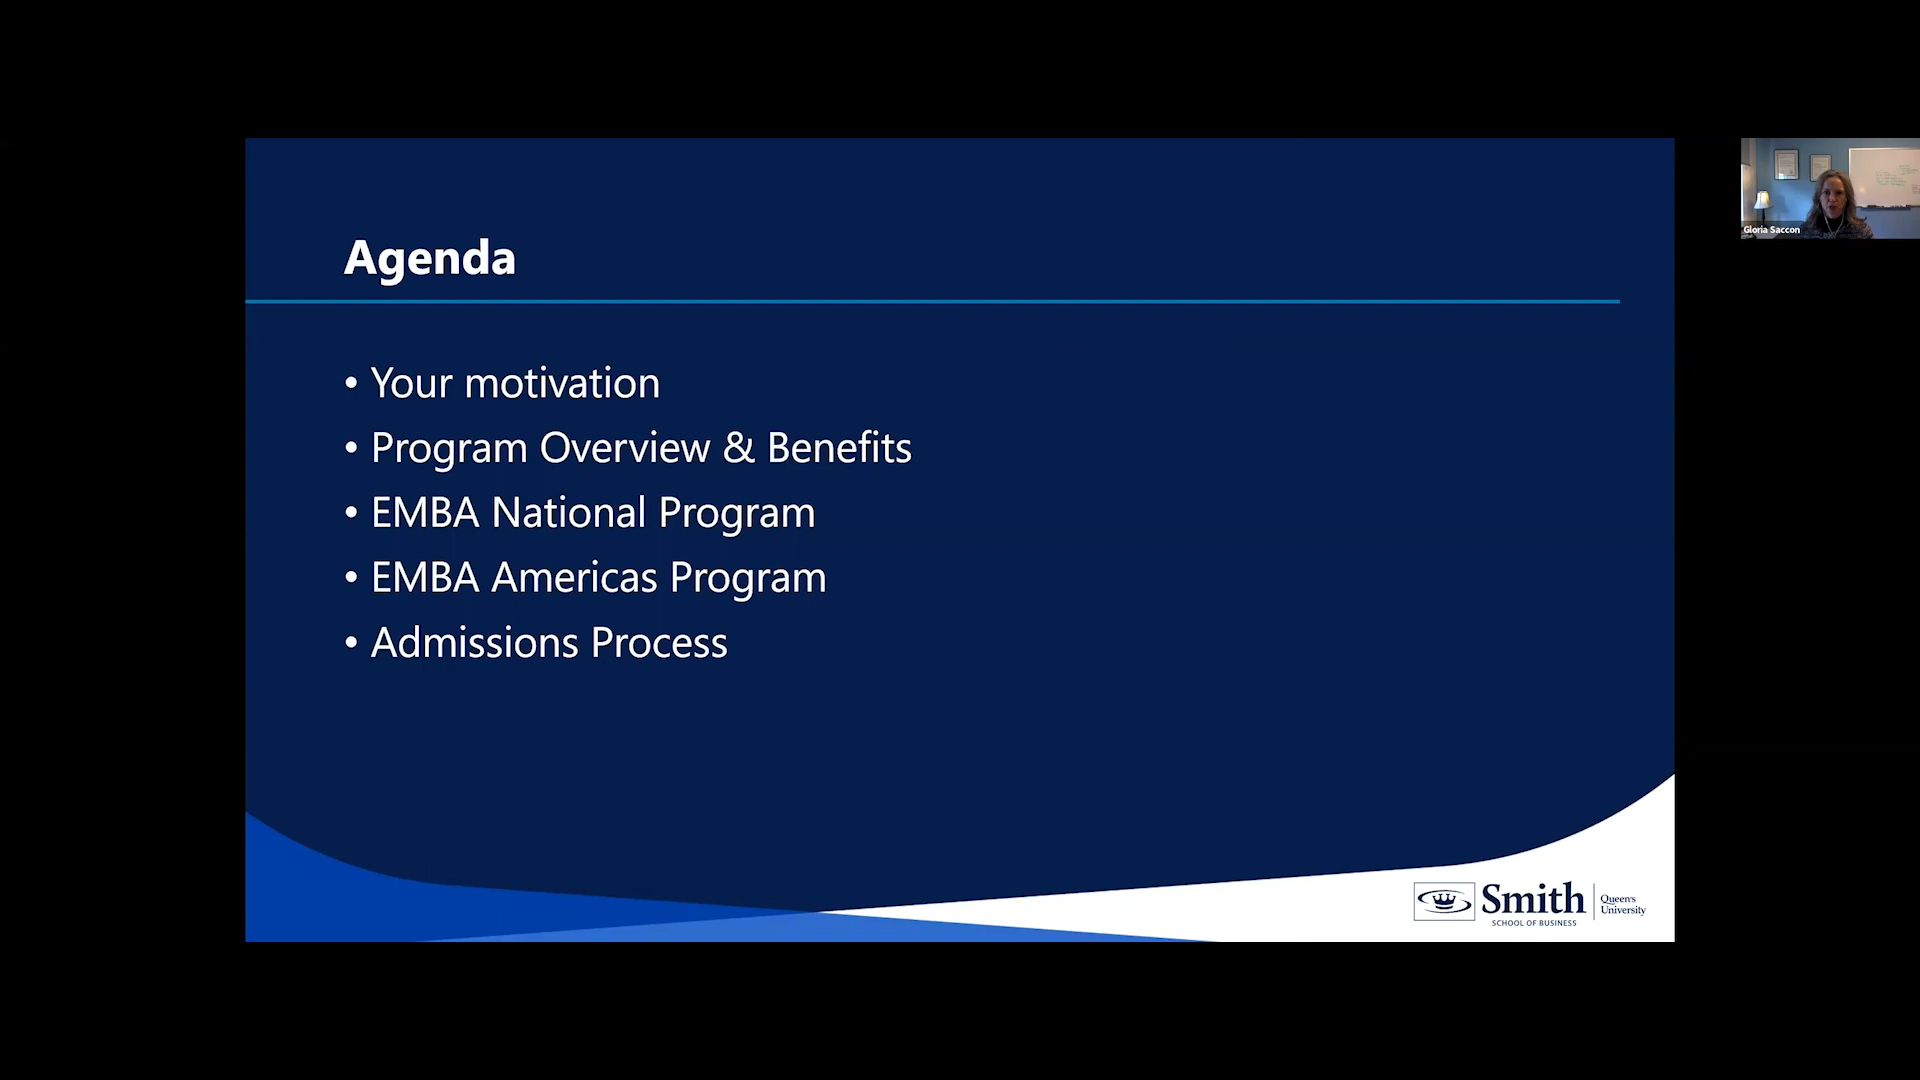 Agenda
• Your motivation
• Program Overview & Benefits
• EMBA National Program
• EMBA Americas Program
• Admissions Process
Gloria Saccon
Smith
SCHOOL OF BUSINESS
Queen's
University